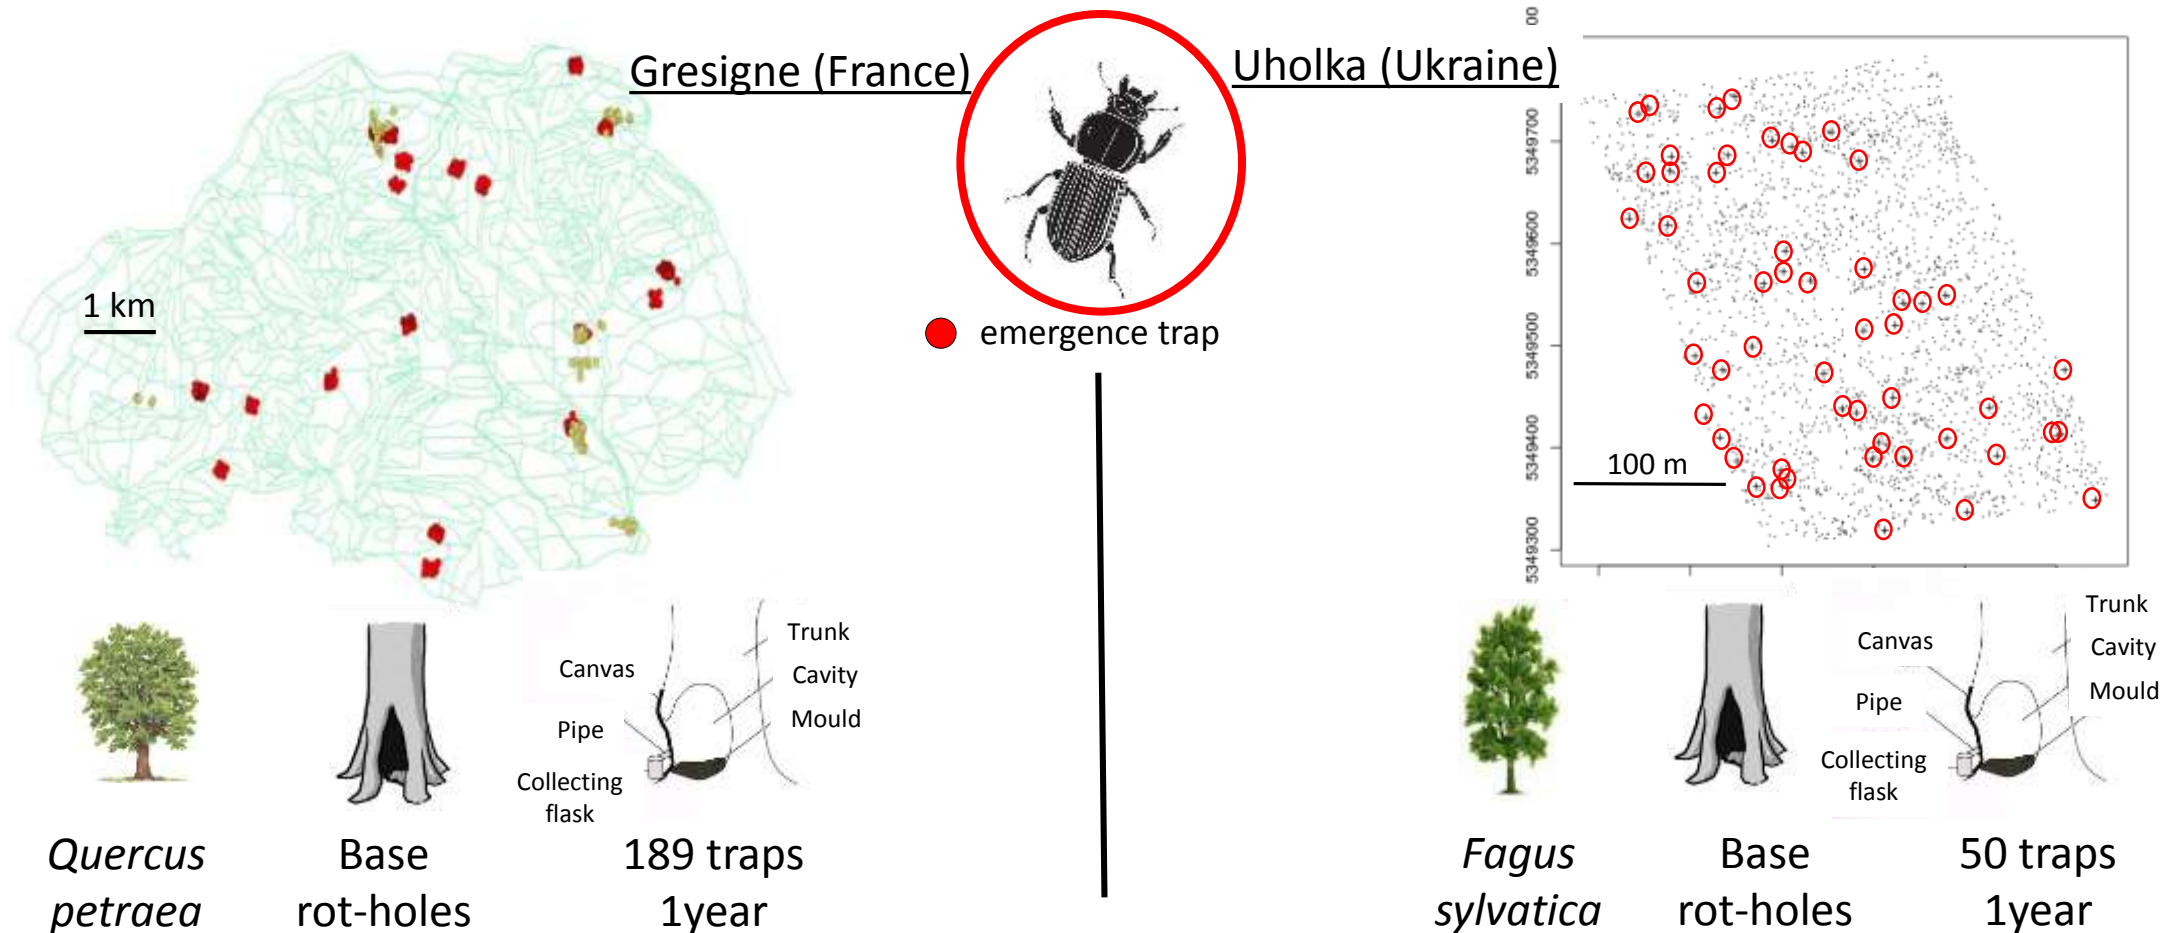 Gresigne (France)
Uholka (Ukraine)
1 km
emergence trap
00
5349700
5349600
5349500
5349400
5349300
100 m
Canvas
Pipe
Collecting
flask
Trunk
Cavity
Mould
Canvas
Pipe
Collecting
flask
Trunk
Cavity
Mould
Quercus
petraea
Base
rot-holes
189 traps
1year
Fagus
sylvatica
Base
rot-holes
50 traps
1year